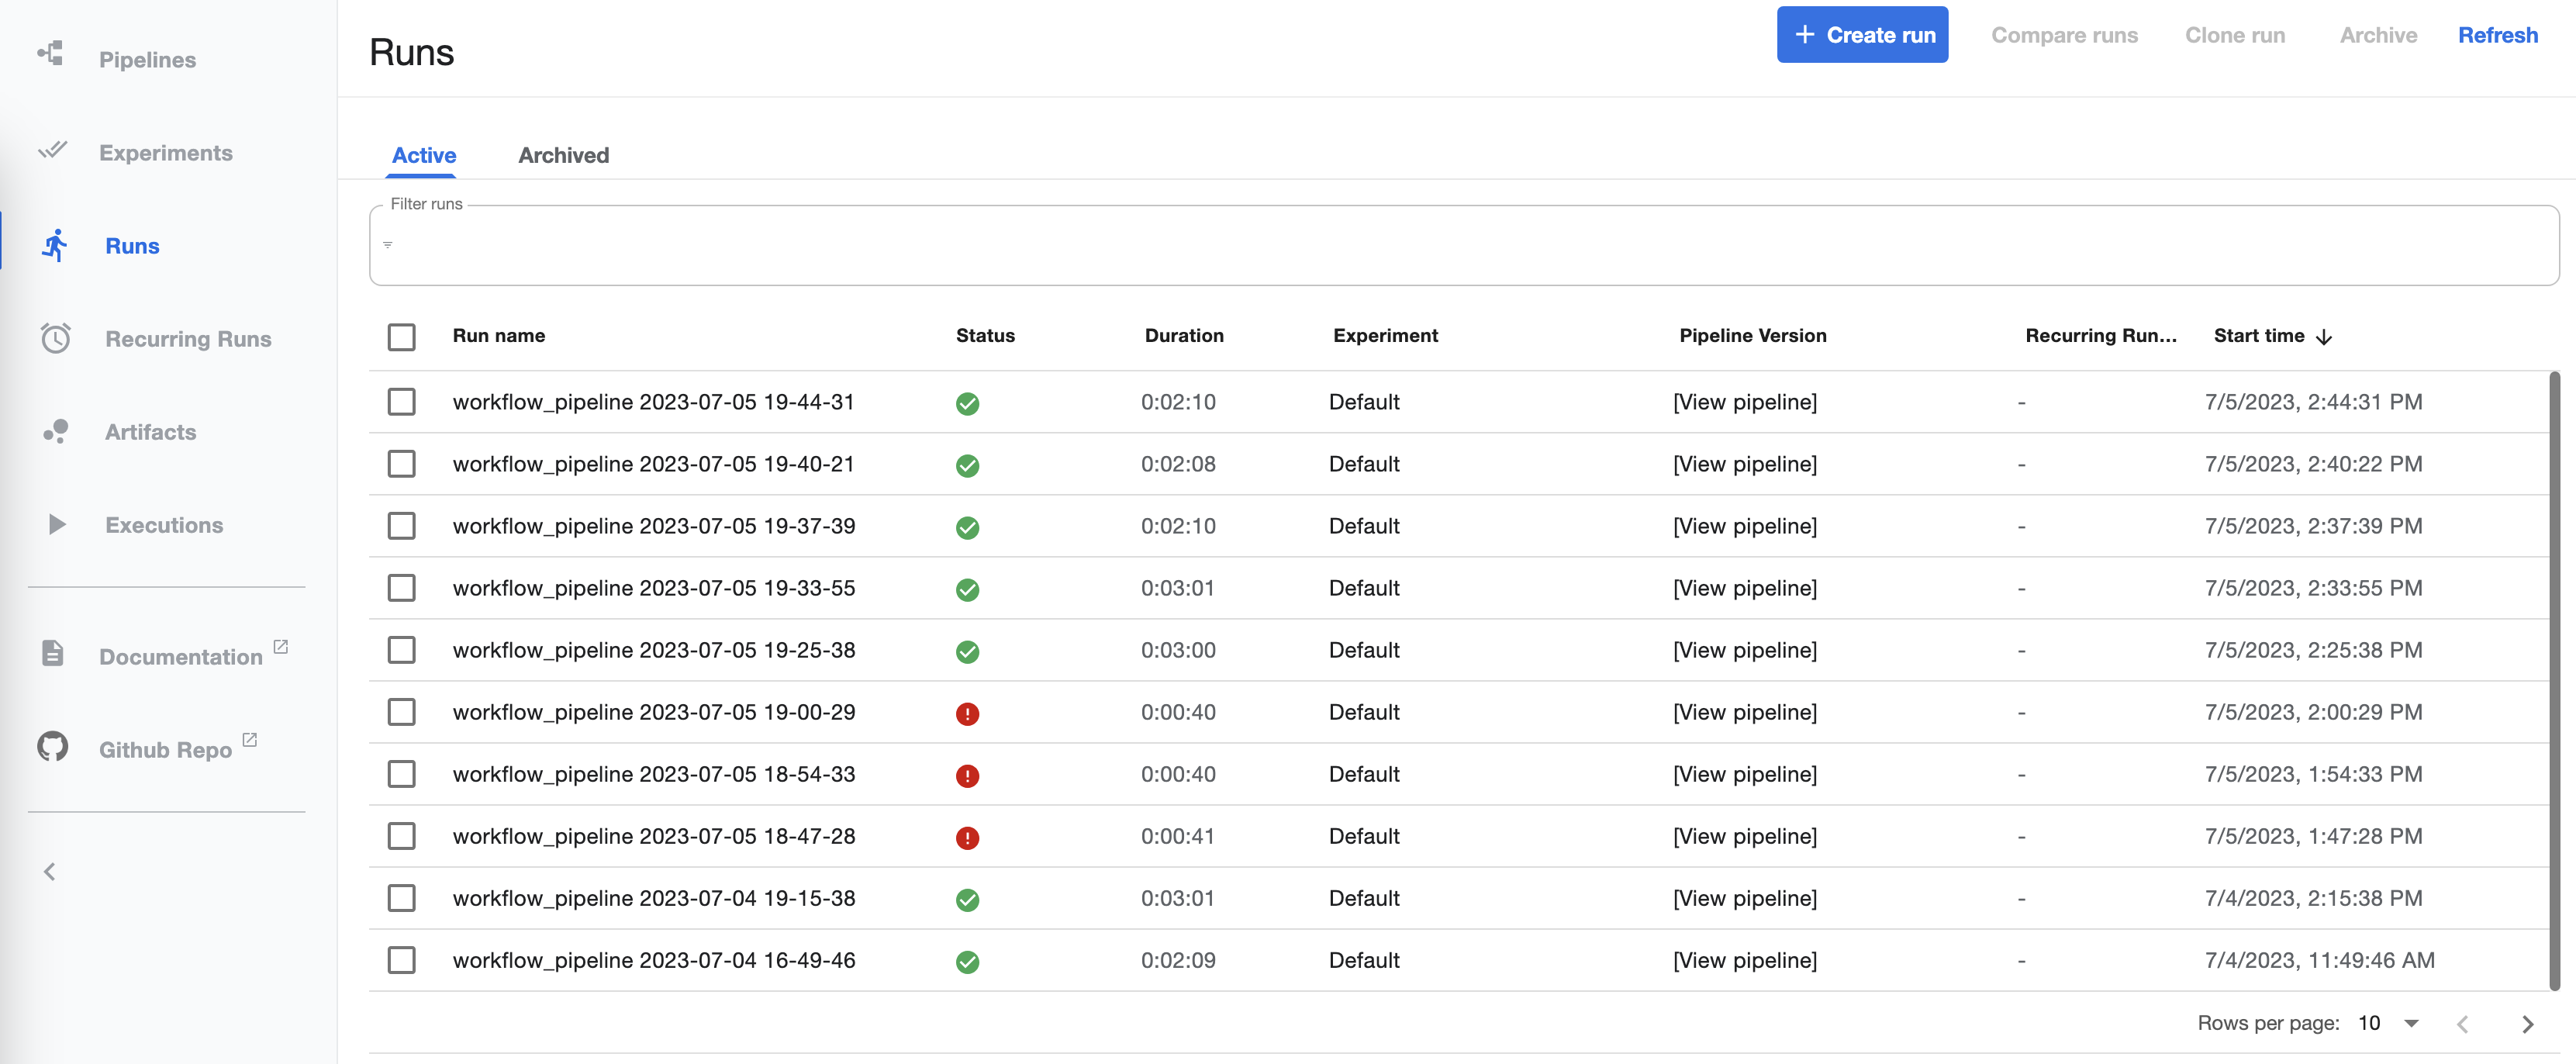 Pipelines
Experiments
Runs
Recurring Runs
Artifacts
Executions
Documentation
Github Repo
Runs
+ Create run Compare runs Clone run Archive Refresh
Active Archived
Filter runs
Run name Status Duration Experiment Pipeline Version Recurring Run... Start time
workflow_pipeline 2023-07-05 19-44-31 0:02:10 Default [View pipeline] - 7/5/2023, 2:44:31 PM
workflow_pipeline 2023-07-05 19-40-21 0:02:08 Default [View pipeline] - 7/5/2023, 2:40:22 PM
workflow_pipeline 2023-07-05 19-37-39 0:02:10 Default [View pipeline] - 7/5/2023, 2:37:39 PM
workflow_pipeline 2023-07-05 19-33-55 0:03:01 Default [View pipeline] - 7/5/2023, 2:33:55 PM
workflow_pipeline 2023-07-05 19-25-38 0:03:00 Default [View pipeline] - 7/5/2023, 2:25:38 PM
workflow_pipeline 2023-07-05 19-00-29 0:00:40 Default [View pipeline] - 7/5/2023, 2:00:29 PM
workflow_pipeline 2023-07-05 18-54-33 0:00:40 Default [View pipeline] - 7/5/2023, 1:54:33 PM
workflow_pipeline 2023-07-05 18-47-28 0:00:41 Default [View pipeline] - 7/5/2023, 1:47:28 PM
workflow_pipeline 2023-07-04 19-15-38 0:03:01 Default [View pipeline] - 7/4/2023, 2:15:38 PM
workflow_pipeline 2023-07-04 16-49-46 0:02:09 Default [View pipeline] - 7/4/2023, 11:49:46 AM
Rows per page: 10